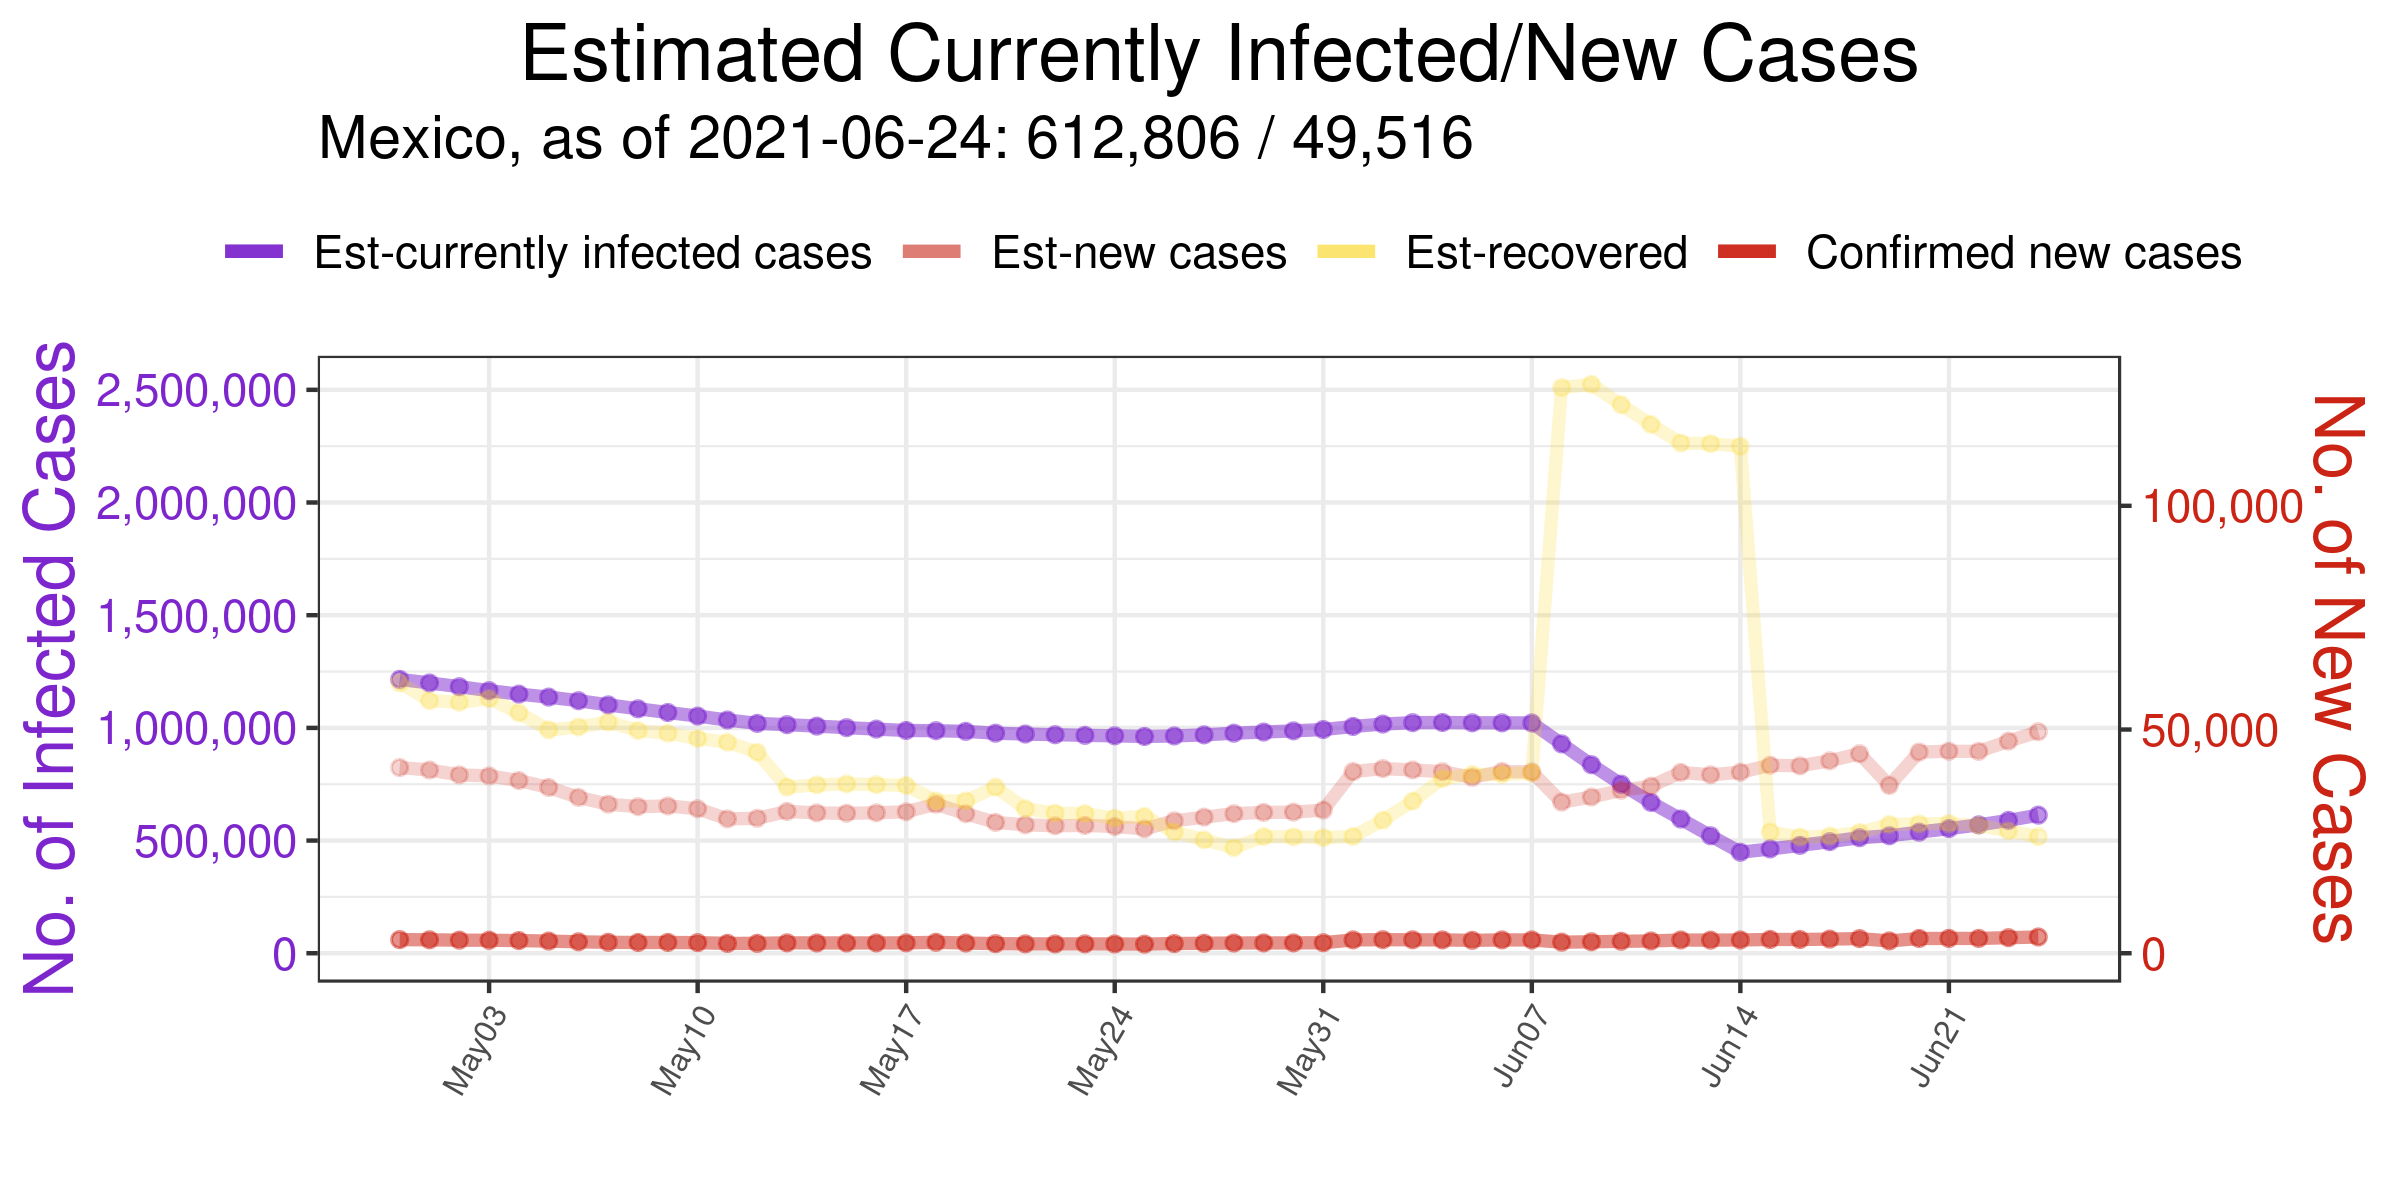 Estimated Currently Infected/New Cases
Mexico, as of 2021-06-24: 612,806 / 49,516
Est-currently infected cases Est-new cases Est-recovered Confirmed new cases
No. of Infected Cases
2,500,000
2,000,000
1,500,000
1,000,000
500,000
0
100,000
50,000
0
No. of New Cases
May03 May10 May17 May24 May31 Jun07 Jun14 Jun21